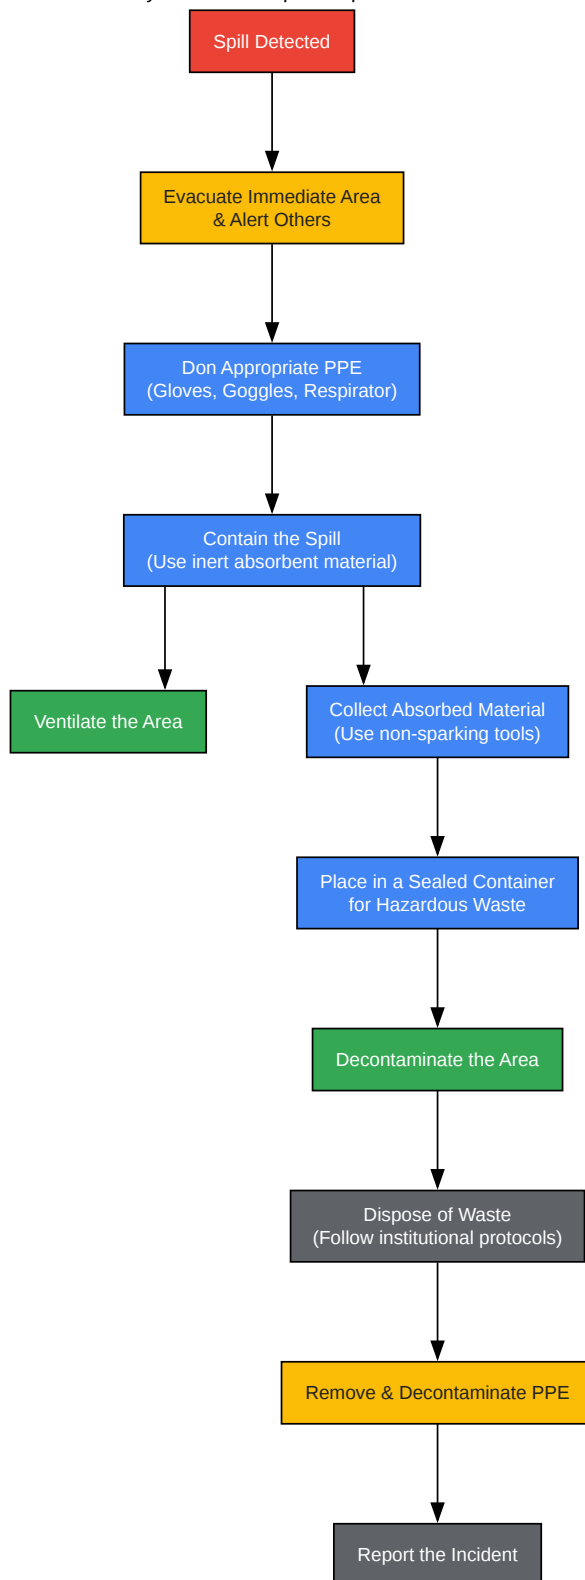 Spill Detected
Evacuate Immediate Area
& Alert Others
Don Appropriate PPE
(Gloves, Goggles, Respirator)
Contain the Spill
(Use inert absorbent material)
Ventilate the Area
Collect Absorbed Material
(Use non-sparking tools)
Place in a Sealed Container
for Hazardous Waste
Decontaminate the Area
Dispose of Waste
(Follow institutional protocols)
Remove & Decontaminate PPE
Report the Incident